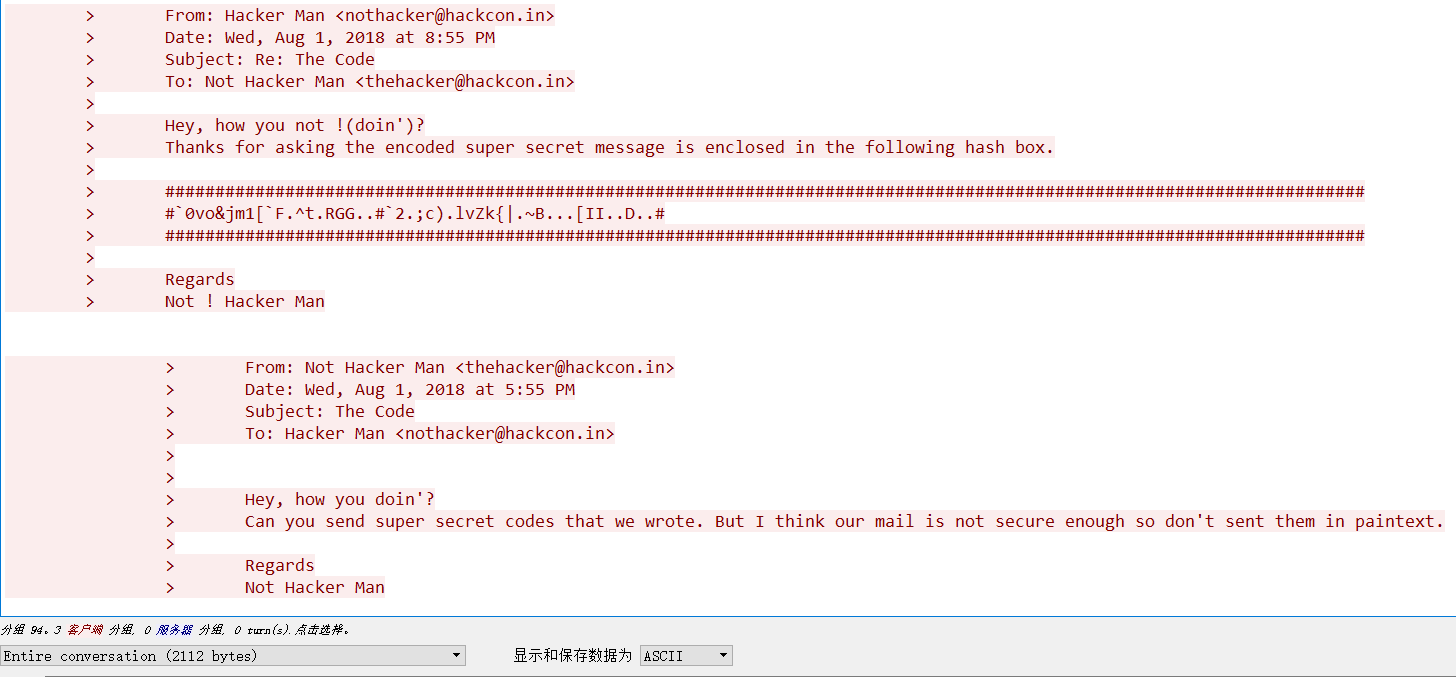 > From: Hacker Man <nothacker@hackcon.in>
> Date: Wed, Aug 1, 2018 at 8:55 PM
> Subject: Re: The Code
> To: Not Hacker Man <thehacker@hackcon.in>
>
> Hey, how you not !(doin')?
> Thanks for asking the encoded super secret message is enclosed in the following hash box.
>
> ########################################################################################################################
> #`0vo&jm1[`F.^t.RGG..#`2.;c).lvZk{|.~B...[II..D..#
> ########################################################################################################################
>
> Regards
> Not ! Hacker Man
> From: Not Hacker Man <thehacker@hackcon.in>
> Date: Wed, Aug 1, 2018 at 5:55 PM
> Subject: The Code
> To: Hacker Man <nothacker@hackcon.in>
>
>
> Hey, how you doin'?
> Can you send super secret codes that we wrote. But I think our mail is not secure enough so don't sent them in paintext.
>
> Regards
> Not Hacker Man
分组 94。3 客户端 分组, 0 服务器 分组, 0 turn(s). 点击选择。
Entire conversation (2112 bytes) 显示和保存数据为 ASCII